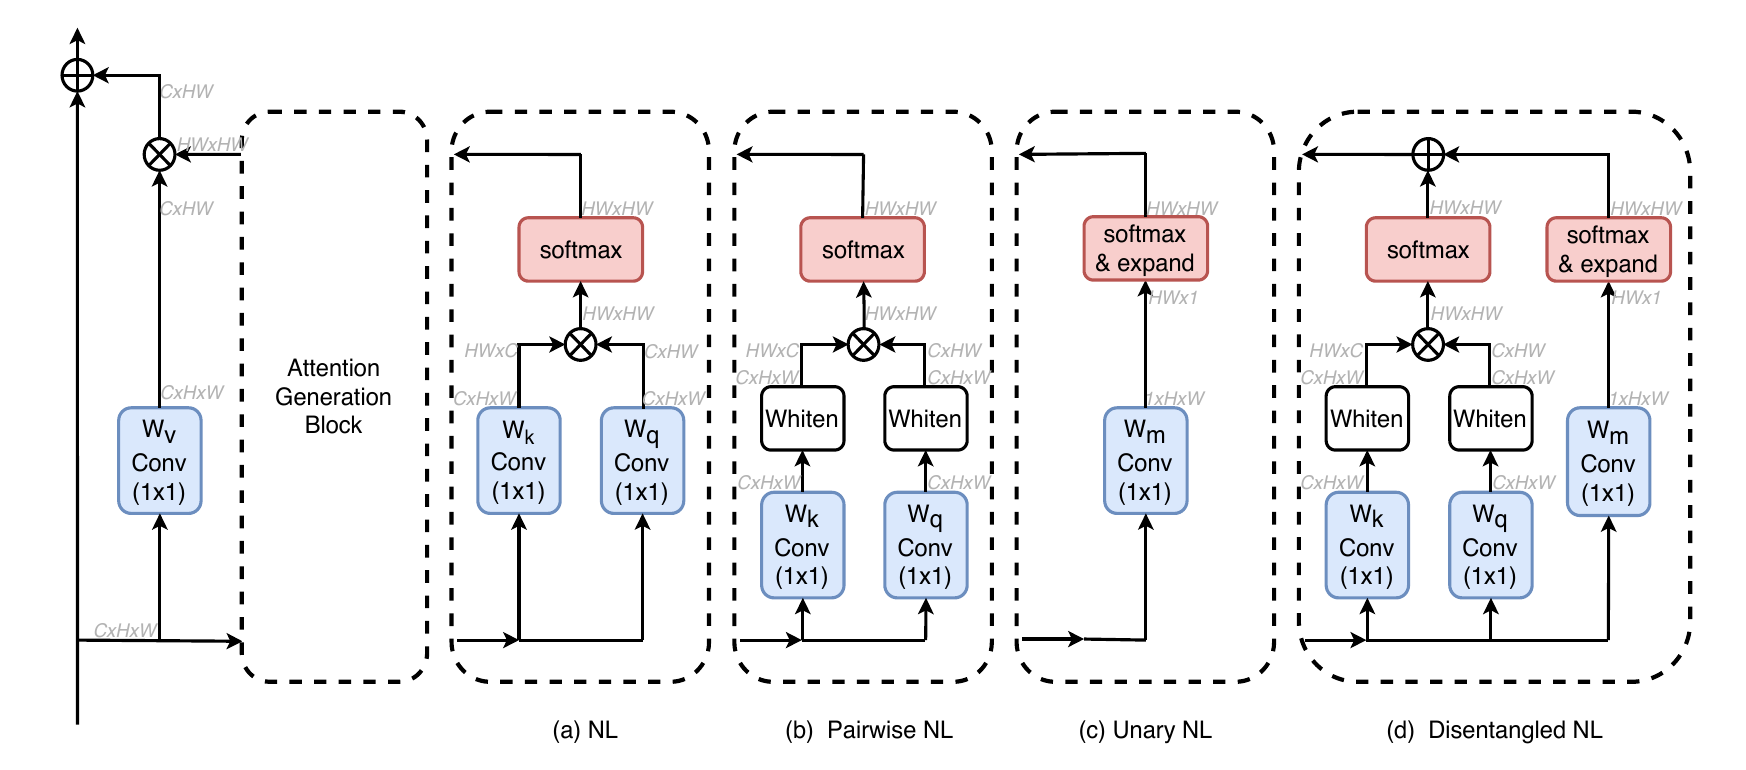 CxHW
HWxHW
CxHW
CxHxW
W_v
Conv
(1x1)
CxHxW
Attention
Generation
Block
HWxHW
softmax
HWxHW
HWxC
CxHW
CxHxW
CxHxW
W_k
Conv
(1x1)
W_q
Conv
(1x1)
(a) NL
HWxHW
softmax
HWxHW
HWxC
CxHW
CxHxW
CxHxW
Whiten
Whiten
CxHxW
CxHxW
W_k
Conv
(1x1)
W_q
Conv
(1x1)
(b) Pairwise NL
HWxHW
softmax
& expand
HWx1
1xHxW
W_m
Conv
(1x1)
(c) Unary NL
HWxHW
HWxHW
softmax
softmax
& expand
HWx1
HWxHW
HWxC
CxHW
CxHxW
CxHxW
1xHxW
Whiten
Whiten
W_m
Conv
(1x1)
CxHxW
CxHxW
W_k
Conv
(1x1)
W_q
Conv
(1x1)
(d) Disentangled NL